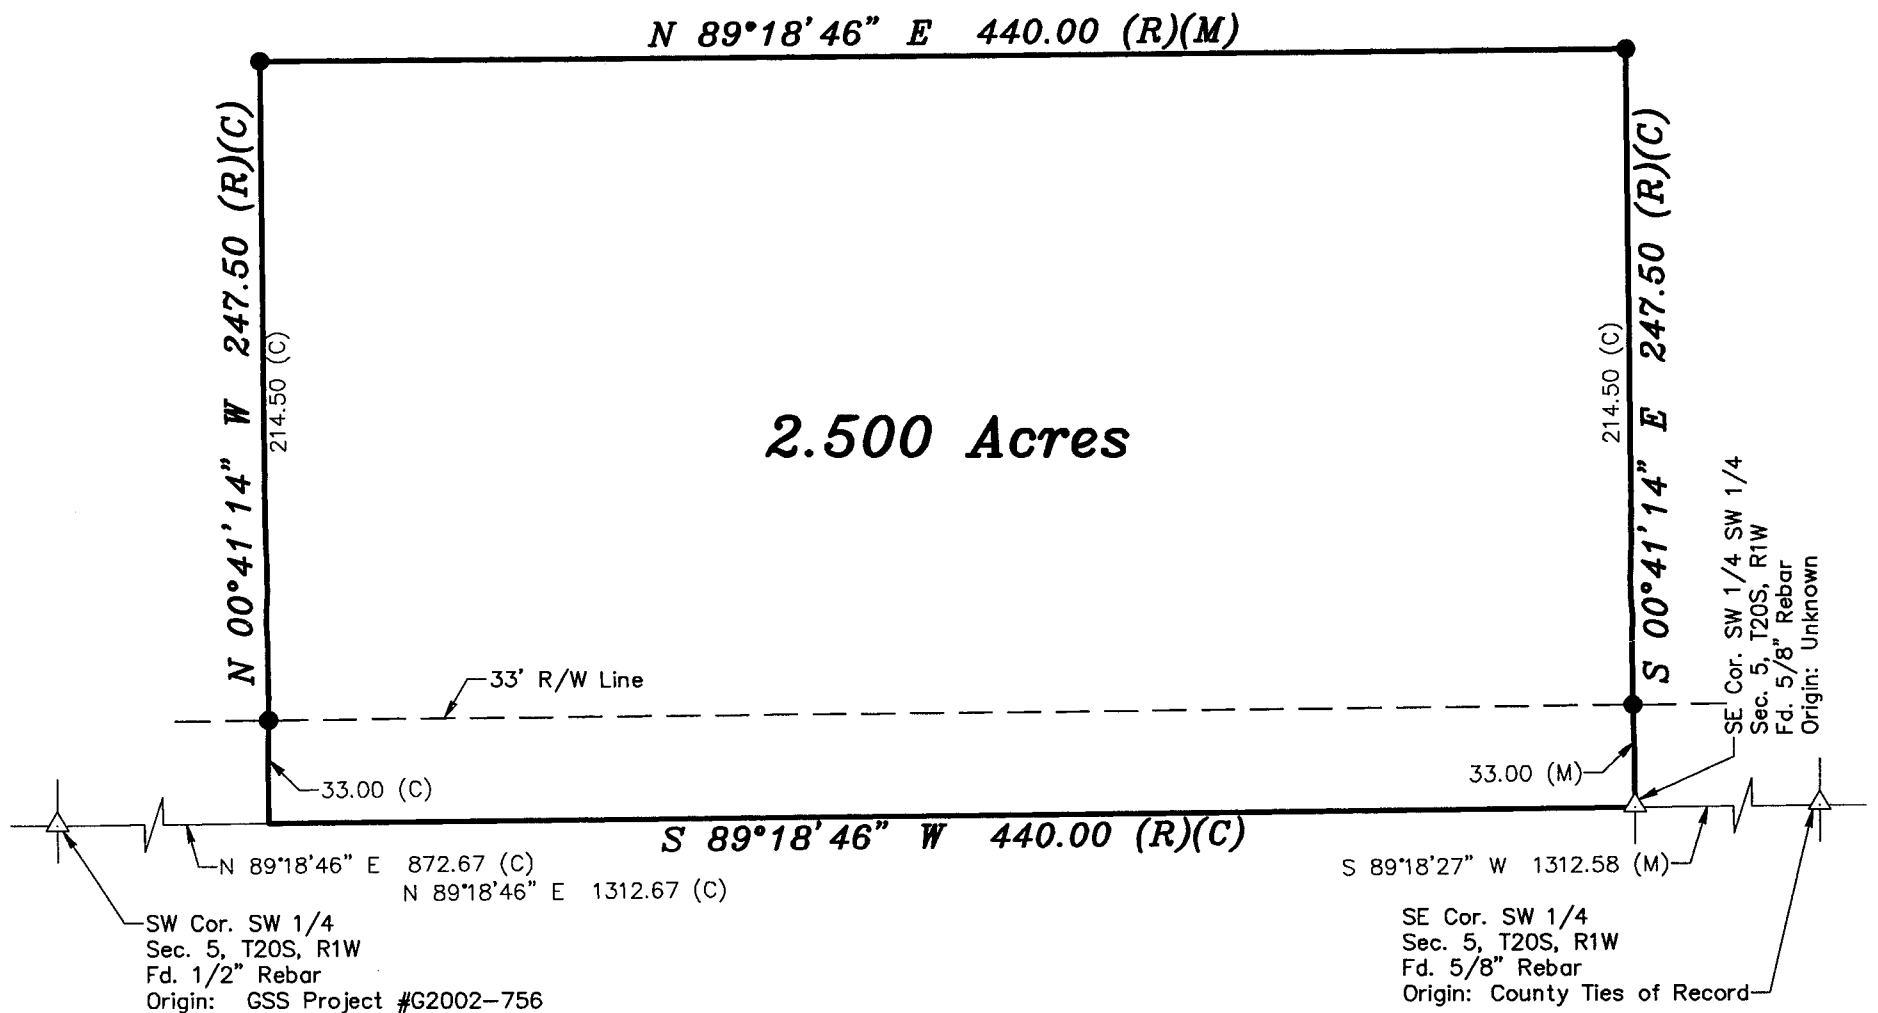 N 89°18'46" E 440.00 (R)(M)
N 00°41'14" W 247.50 (R)(C)
214.50 (C)
2.500 Acres
214.50 (C)
S 00°41'14" E 247.50 (R)(C)
SE Cor. SW 1/4 SW 1/4
Sec. 5, T20S, R1W
Fd. 5/8" Rebar
Origin: Unknown
33' R/W Line
33.00 (C)
33.00 (M)
S 89°18'46" W 440.00 (R)(C)
N 89°18'46" E 872.67 (C)
N 89°18'46" E 1312.67 (C)
S 89°18'27" W 1312.58 (M)
SW Cor. SW 1/4
Sec. 5, T20S, R1W
Fd. 1/2" Rebar
Origin: GSS Project #G2002-756
SE Cor. SW 1/4
Sec. 5, T20S, R1W
Fd. 5/8" Rebar
Origin: County Ties of Record